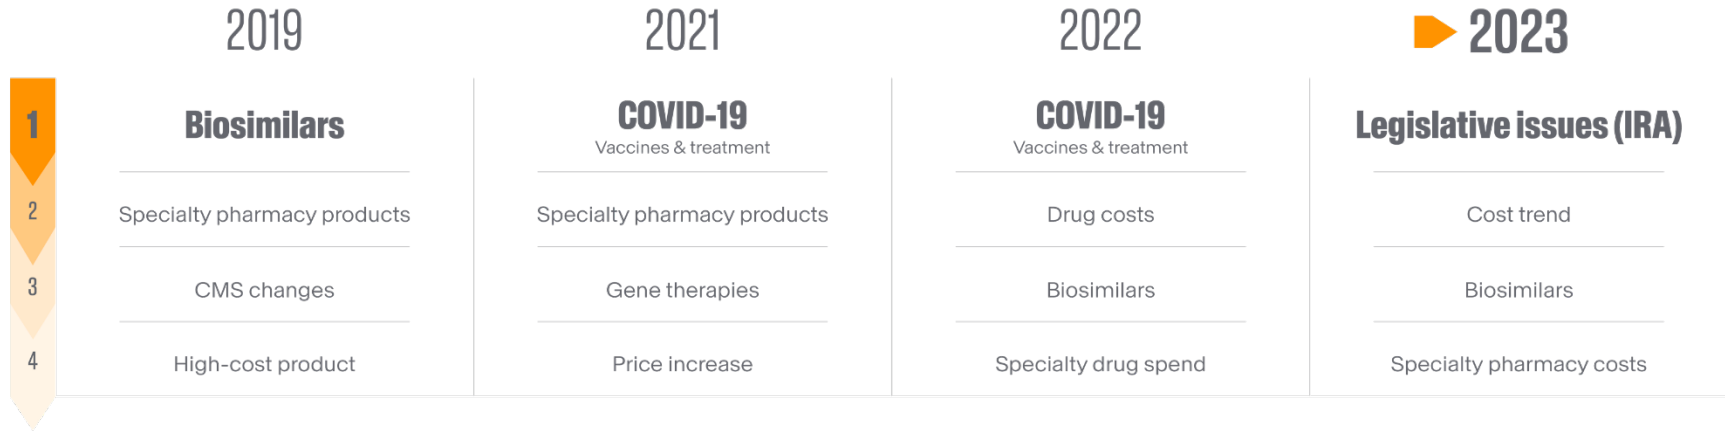 2019 2021 2022 2023
1 Biosimilars COVID-19 COVID-19 Legislative issues (IRA)
Vaccines & treatment Vaccines & treatment
2 Specialty pharmacy products Specialty pharmacy products Drug costs Cost trend
3 CMS changes Gene therapies Biosimilars Biosimilars
4 High-cost product Price increase Specialty drug spend Specialty pharmacy costs